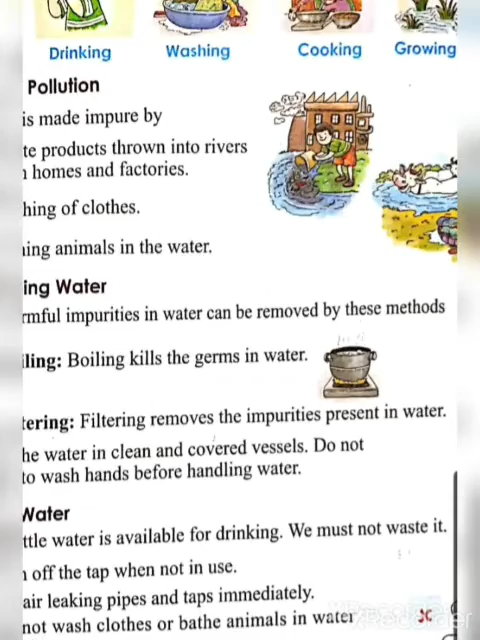 Drinking Washing Cooking Growing
Pollution
is made impure by
te products thrown into rivers
homes and factories.
hing of clothes.
ing animals in the water.
ing Water
rmful impurities in water can be removed by these methods
ling: Boiling kills the germs in water.
tering: Filtering removes the impurities present in water.
he water in clean and covered vessels. Do not
to wash hands before handling water.
Water
ttle water is available for drinking. We must not waste it.
off the tap when not in use.
air leaking pipes and taps immediately.
not wash clothes or bathe animals in water